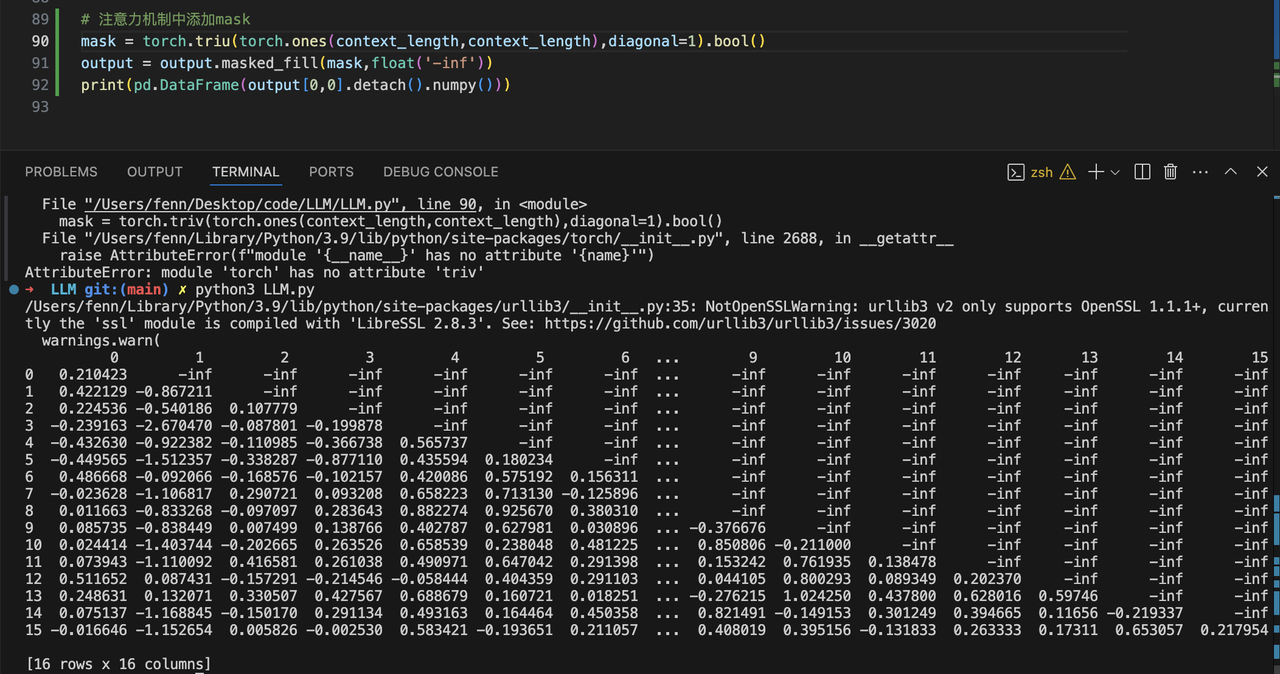 88
89 # 注意力机制中添加mask
90 mask = torch.triu(torch.ones(context_length,context_length),diagonal=1).bool()
91 output = output.masked_fill(mask,float('-inf'))
92 print(pd.DataFrame(output[0,0].detach().numpy()))
93
PROBLEMS OUTPUT TERMINAL PORTS DEBUG CONSOLE zsh
File "/Users/fenn/Desktop/code/LLM/LLM.py", line 90, in <module>
mask = torch.triv(torch.ones(context_length,context_length),diagonal=1).bool()
File "/Users/fenn/Library/Python/3.9/lib/python/site-packages/torch/__init__.py", line 2688, in __getattr__
raise AttributeError(f"module '{__name__}' has no attribute '{name}'")
AttributeError: module 'torch' has no attribute 'triv'
→ LLM git:(main) ✗ python3 LLM.py
/Users/fenn/Library/Python/3.9/lib/python/site-packages/urllib3/__init__.py:35: NotOpenSSLWarning: urllib3 v2 only supports OpenSSL 1.1.1+, curren
tly the 'ssl' module is compiled with 'LibreSSL 2.8.3'. See: https://github.com/urllib3/urllib3/issues/3020
warnings.warn(
0 1 2 3 4 5 6 ... 9 10 11 12 13 14 15
0 0.210423 -inf -inf -inf -inf -inf -inf ... -inf -inf -inf -inf -inf -inf -inf
1 0.422129 -0.867211 -inf -inf -inf -inf -inf ... -inf -inf -inf -inf -inf -inf -inf
2 0.224536 -0.540186 0.107779 -inf -inf -inf -inf ... -inf -inf -inf -inf -inf -inf -inf
3 -0.239163 -2.670470 -0.087801 -0.199878 -inf -inf -inf ... -inf -inf -inf -inf -inf -inf -inf
4 -0.432630 -0.922382 -0.110985 -0.366738 0.565737 -inf -inf ... -inf -inf -inf -inf -inf -inf -inf
5 -0.449565 -1.512357 -0.338287 -0.877110 0.435594 0.180234 -inf ... -inf -inf -inf -inf -inf -inf -inf
6 0.486668 -0.092066 -0.168576 -0.102157 0.420086 0.575192 0.156311 ... -inf -inf -inf -inf -inf -inf -inf
7 -0.023628 -1.106817 0.290721 0.093208 0.658223 0.713130 -0.125896 ... -inf -inf -inf -inf -inf -inf -inf
8 0.011663 -0.833268 -0.097097 0.283643 0.882274 0.925670 0.380310 ... -inf -inf -inf -inf -inf -inf -inf
9 0.085735 -0.838449 0.007499 0.138766 0.402787 0.627981 0.030896 ... -0.376676 -inf -inf -inf -inf -inf -inf
10 0.024414 -1.403744 -0.202665 0.263526 0.658539 0.238048 0.481225 ... 0.850806 -0.211000 -inf -inf -inf -inf -inf
11 0.073943 -1.110092 0.416581 0.261038 0.490971 0.647042 0.291398 ... 0.153242 0.761935 0.138478 -inf -inf -inf -inf
12 0.511652 0.087431 -0.157291 -0.214546 -0.058444 0.404359 0.291103 ... 0.044105 0.800293 0.089349 0.202370 -inf -inf -inf
13 0.248631 0.132071 0.330507 0.427567 0.688679 0.160721 0.018251 ... -0.276215 1.024250 0.437800 0.628016 0.59746 -inf -inf
14 0.075137 -1.168845 -0.150170 0.291134 0.493163 0.164464 0.450358 ... 0.821491 -0.149153 0.301249 0.394665 0.11656 -0.219337 -inf
15 -0.016646 -1.152654 0.005826 -0.002530 0.583421 -0.193651 0.211057 ... 0.408019 0.395156 -0.131833 0.263333 0.17311 0.653057 0.217954
[16 rows x 16 columns]